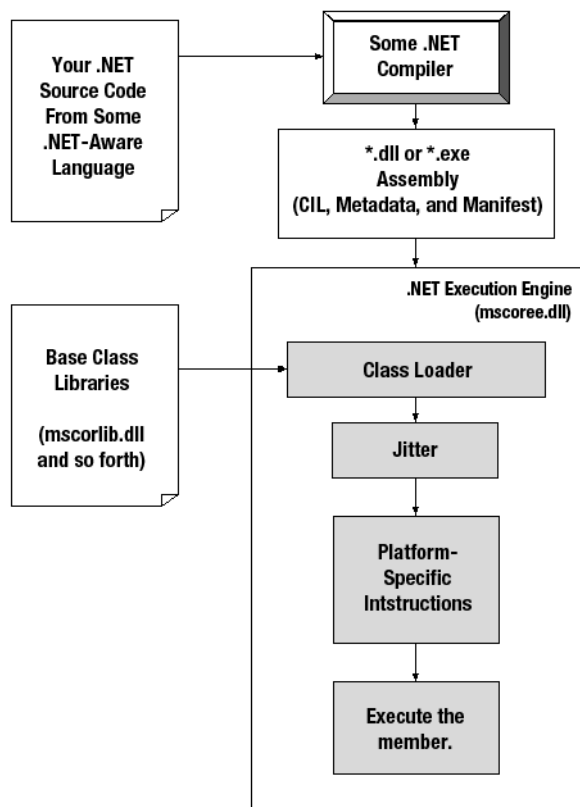 Your .NET
Source Code
From Some
.NET-Aware
Language
Some .NET
Compiler
*.dll or *.exe
Assembly
(CIL, Metadata, and Manifest)
.NET Execution Engine
(mscoree.dll)
Base Class
Libraries
(mscorlib.dll
and so forth)
Class Loader
Jitter
Platform-
Specific
Intstructions
Execute the
member.